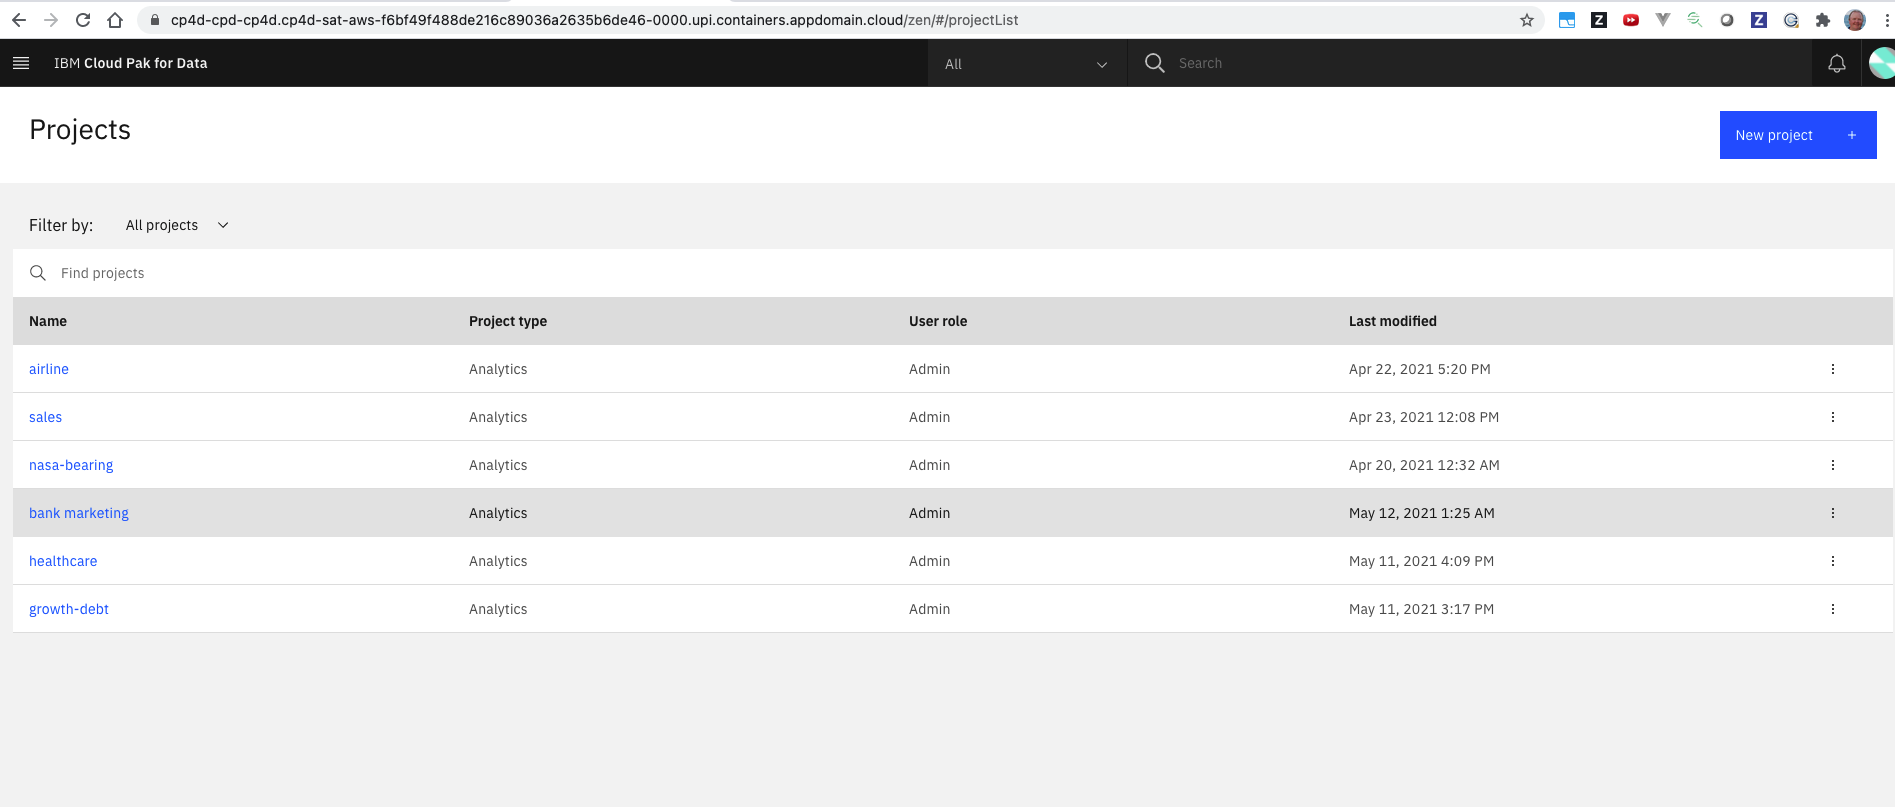 cp4d-cpd-cp4d.cp4d-sat-aws-f6bf49f488de216c89036a2635b6de46-0000.upi.containers.appdomain.cloud/zen/#/projectList
Z
Z
IBM Cloud Pak for Data
All
Search
Projects
New project +
Filter by: All projects
Find projects
Name Project type User role Last modified
airline Analytics Admin Apr 22, 2021 5:20 PM
sales Analytics Admin Apr 23, 2021 12:08 PM
nasa-bearing Analytics Admin Apr 20, 2021 12:32 AM
bank marketing Analytics Admin May 12, 2021 1:25 AM
healthcare Analytics Admin May 11, 2021 4:09 PM
growth-debt Analytics Admin May 11, 2021 3:17 PM